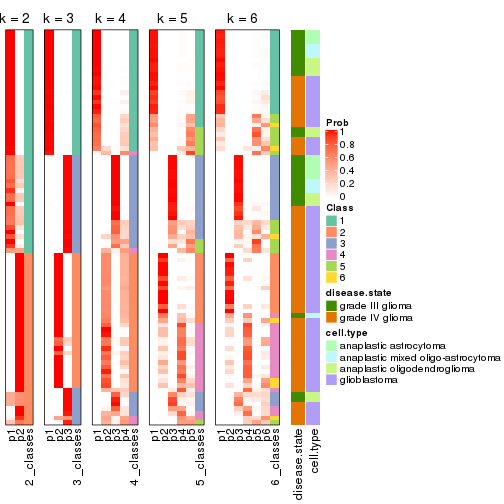 k = 2
k = 3
k = 4
k = 5
k = 6
p1
p2
2_classes
p1
p2
p3
3_classes
p1
p2
p3
p4
4_classes
p1
p2
p3
p4
p5
5_classes
p1
p2
p3
p4
p5
p6
6_classes
disease.state
cell.type
Prob
1
0.8
0.6
0.4
0.2
0
Class
1
2
3
4
5
6
disease.state
grade III glioma
grade IV glioma
cell.type
anaplastic astrocytoma
anaplastic mixed oligo-astrocytoma
anaplastic oligodendroglioma
glioblastoma